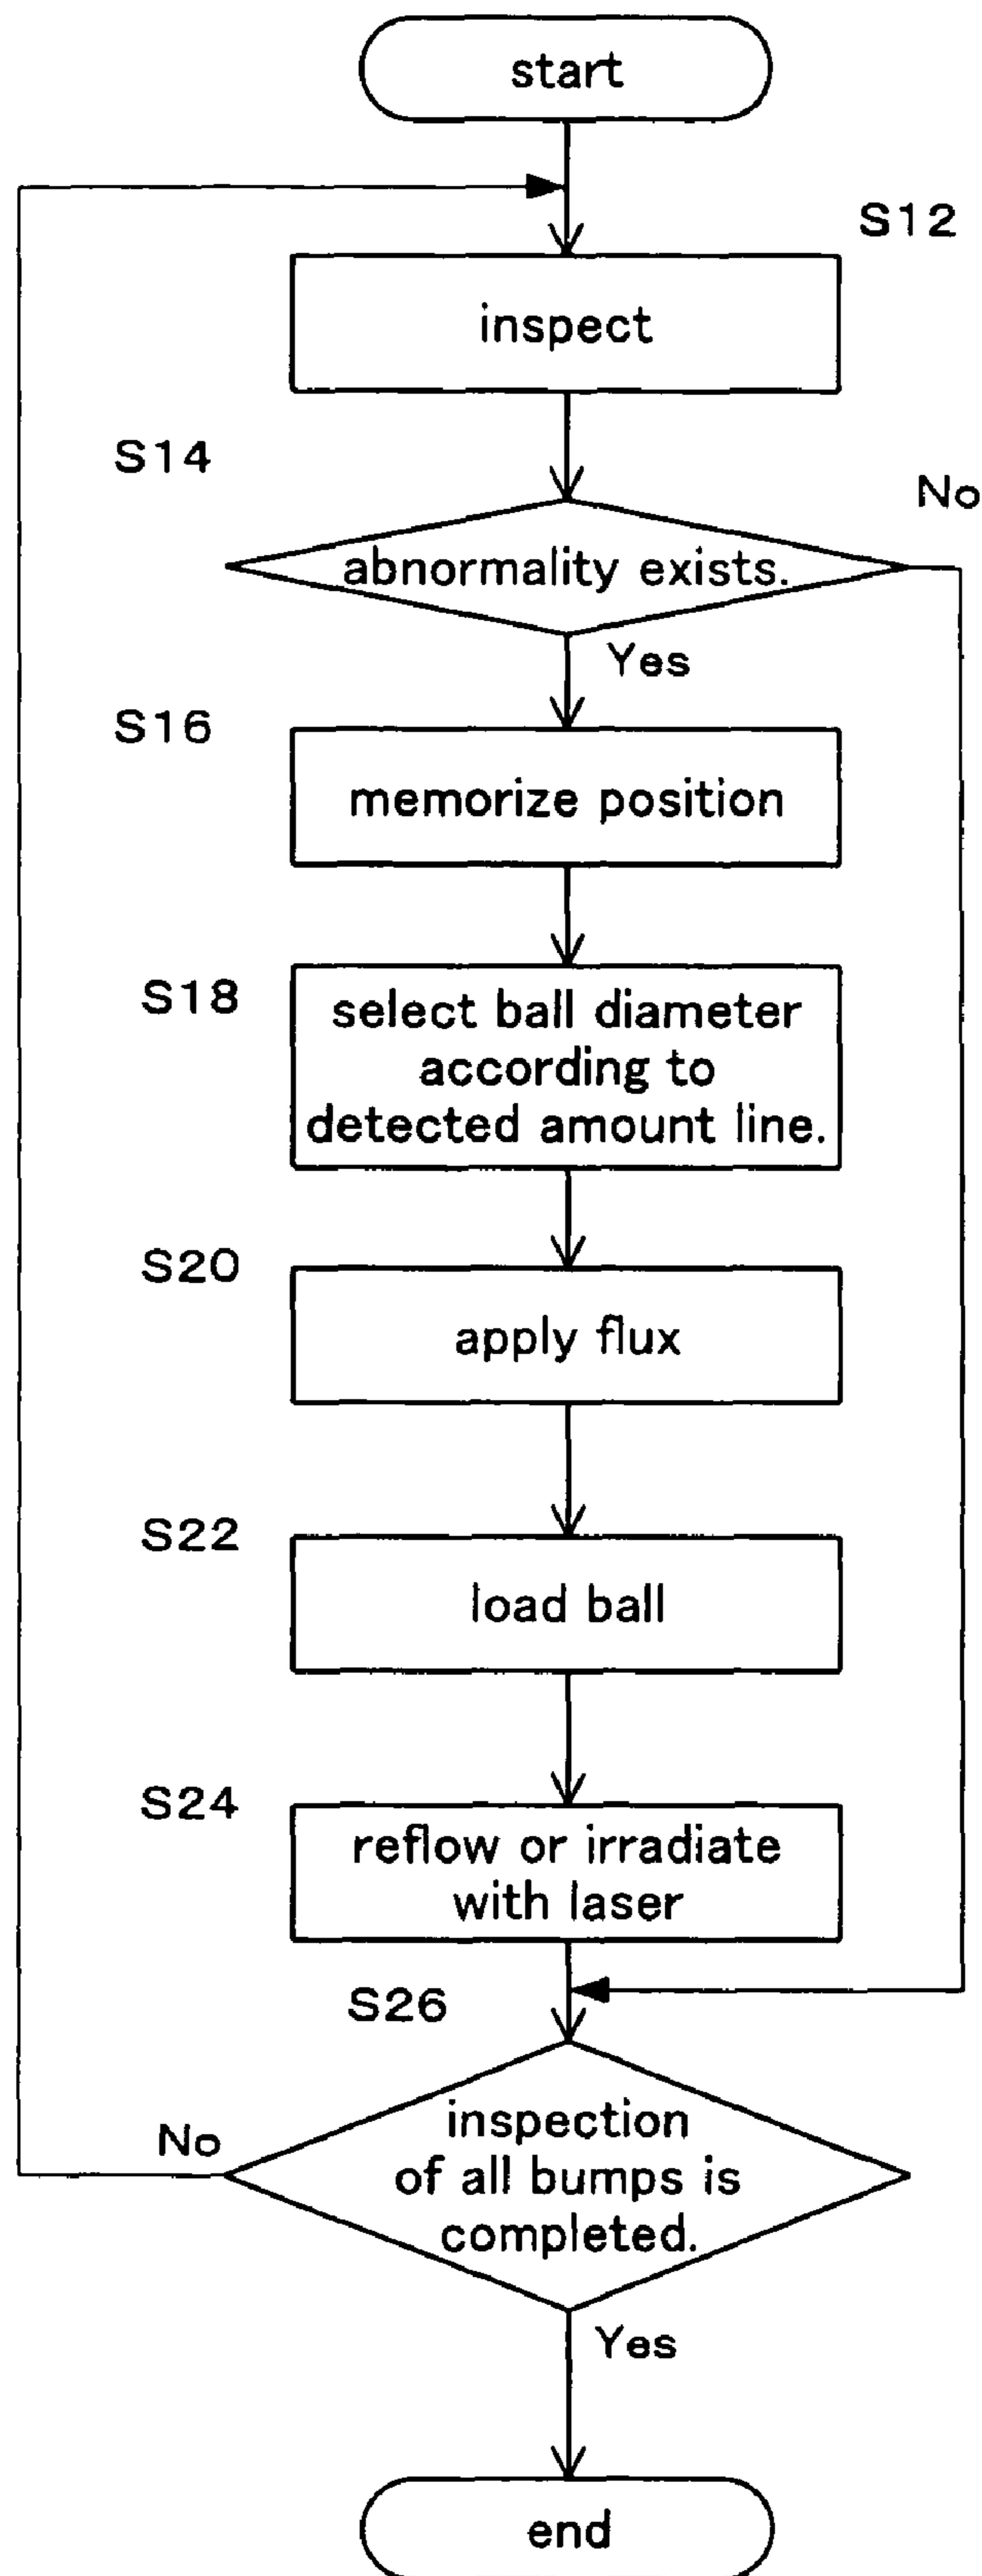 start
S12
inspect
S14
No
abnormality exists.
Yes
S16
memorize position
S18
select ball diameter
according to
detected amount line.
S20
apply flux
S22
load ball
S24
reflow or irradiate
with laser
S26
inspection
of all bumps is
completed.
No
Yes
end